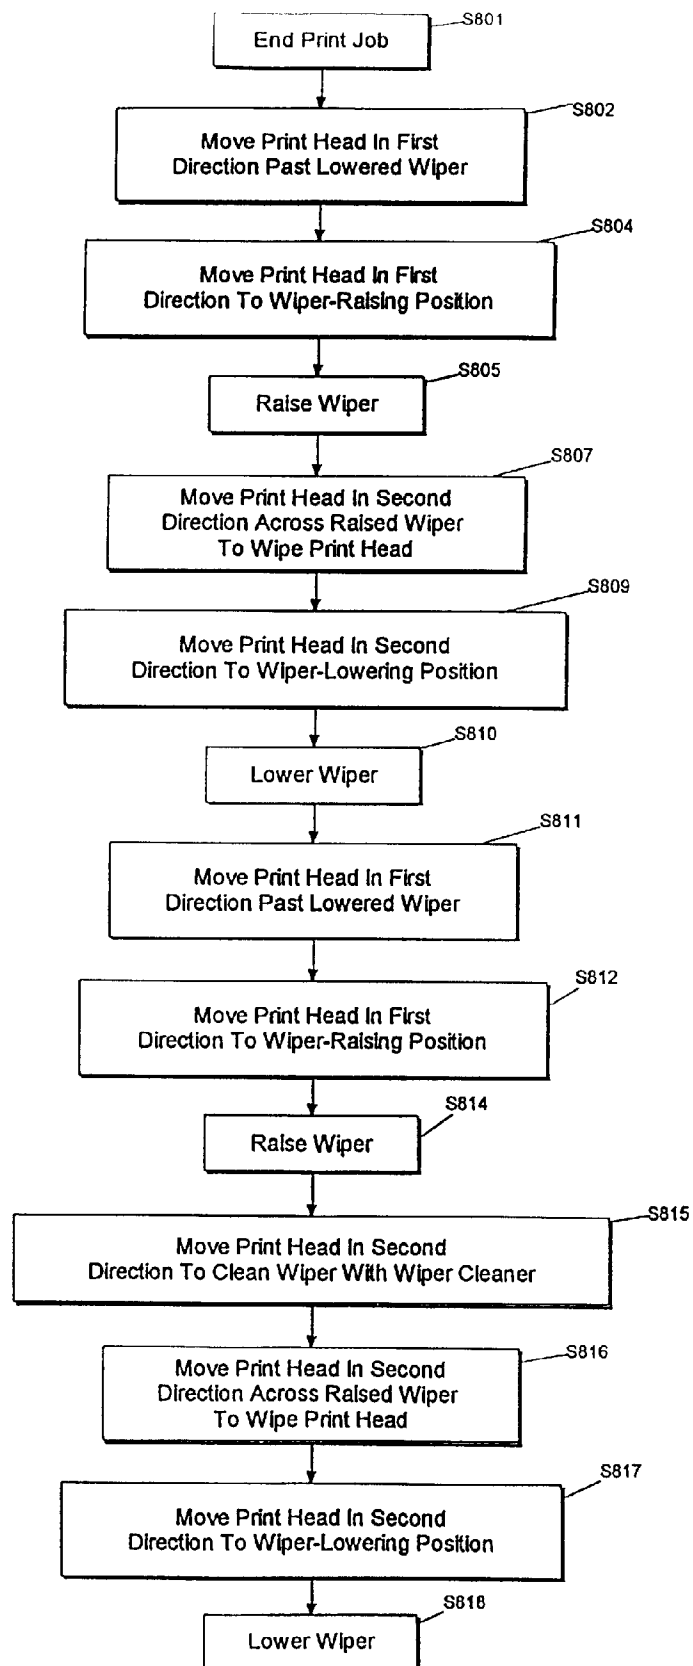 S801
End Print Job
S802
Move Print Head In First
Direction Past Lowered Wiper
S804
Move Print Head In First
Direction To Wiper-Raising Position
S805
Raise Wiper
S807
Move Print Head In Second
Direction Across Raised Wiper
To Wipe Print Head
S809
Move Print Head In Second
Direction To Wiper-Lowering Position
S810
Lower Wiper
S811
Move Print Head In First
Direction Past Lowered Wiper
S812
Move Print Head In First
Direction To Wiper-Raising Position
S814
Raise Wiper
S815
Move Print Head In Second
Direction To Clean Wiper With Wiper Cleaner
S816
Move Print Head In Second
Direction Across Raised Wiper
To Wipe Print Head
S817
Move Print Head In Second
Direction To Wiper-Lowering Position
S818
Lower Wiper